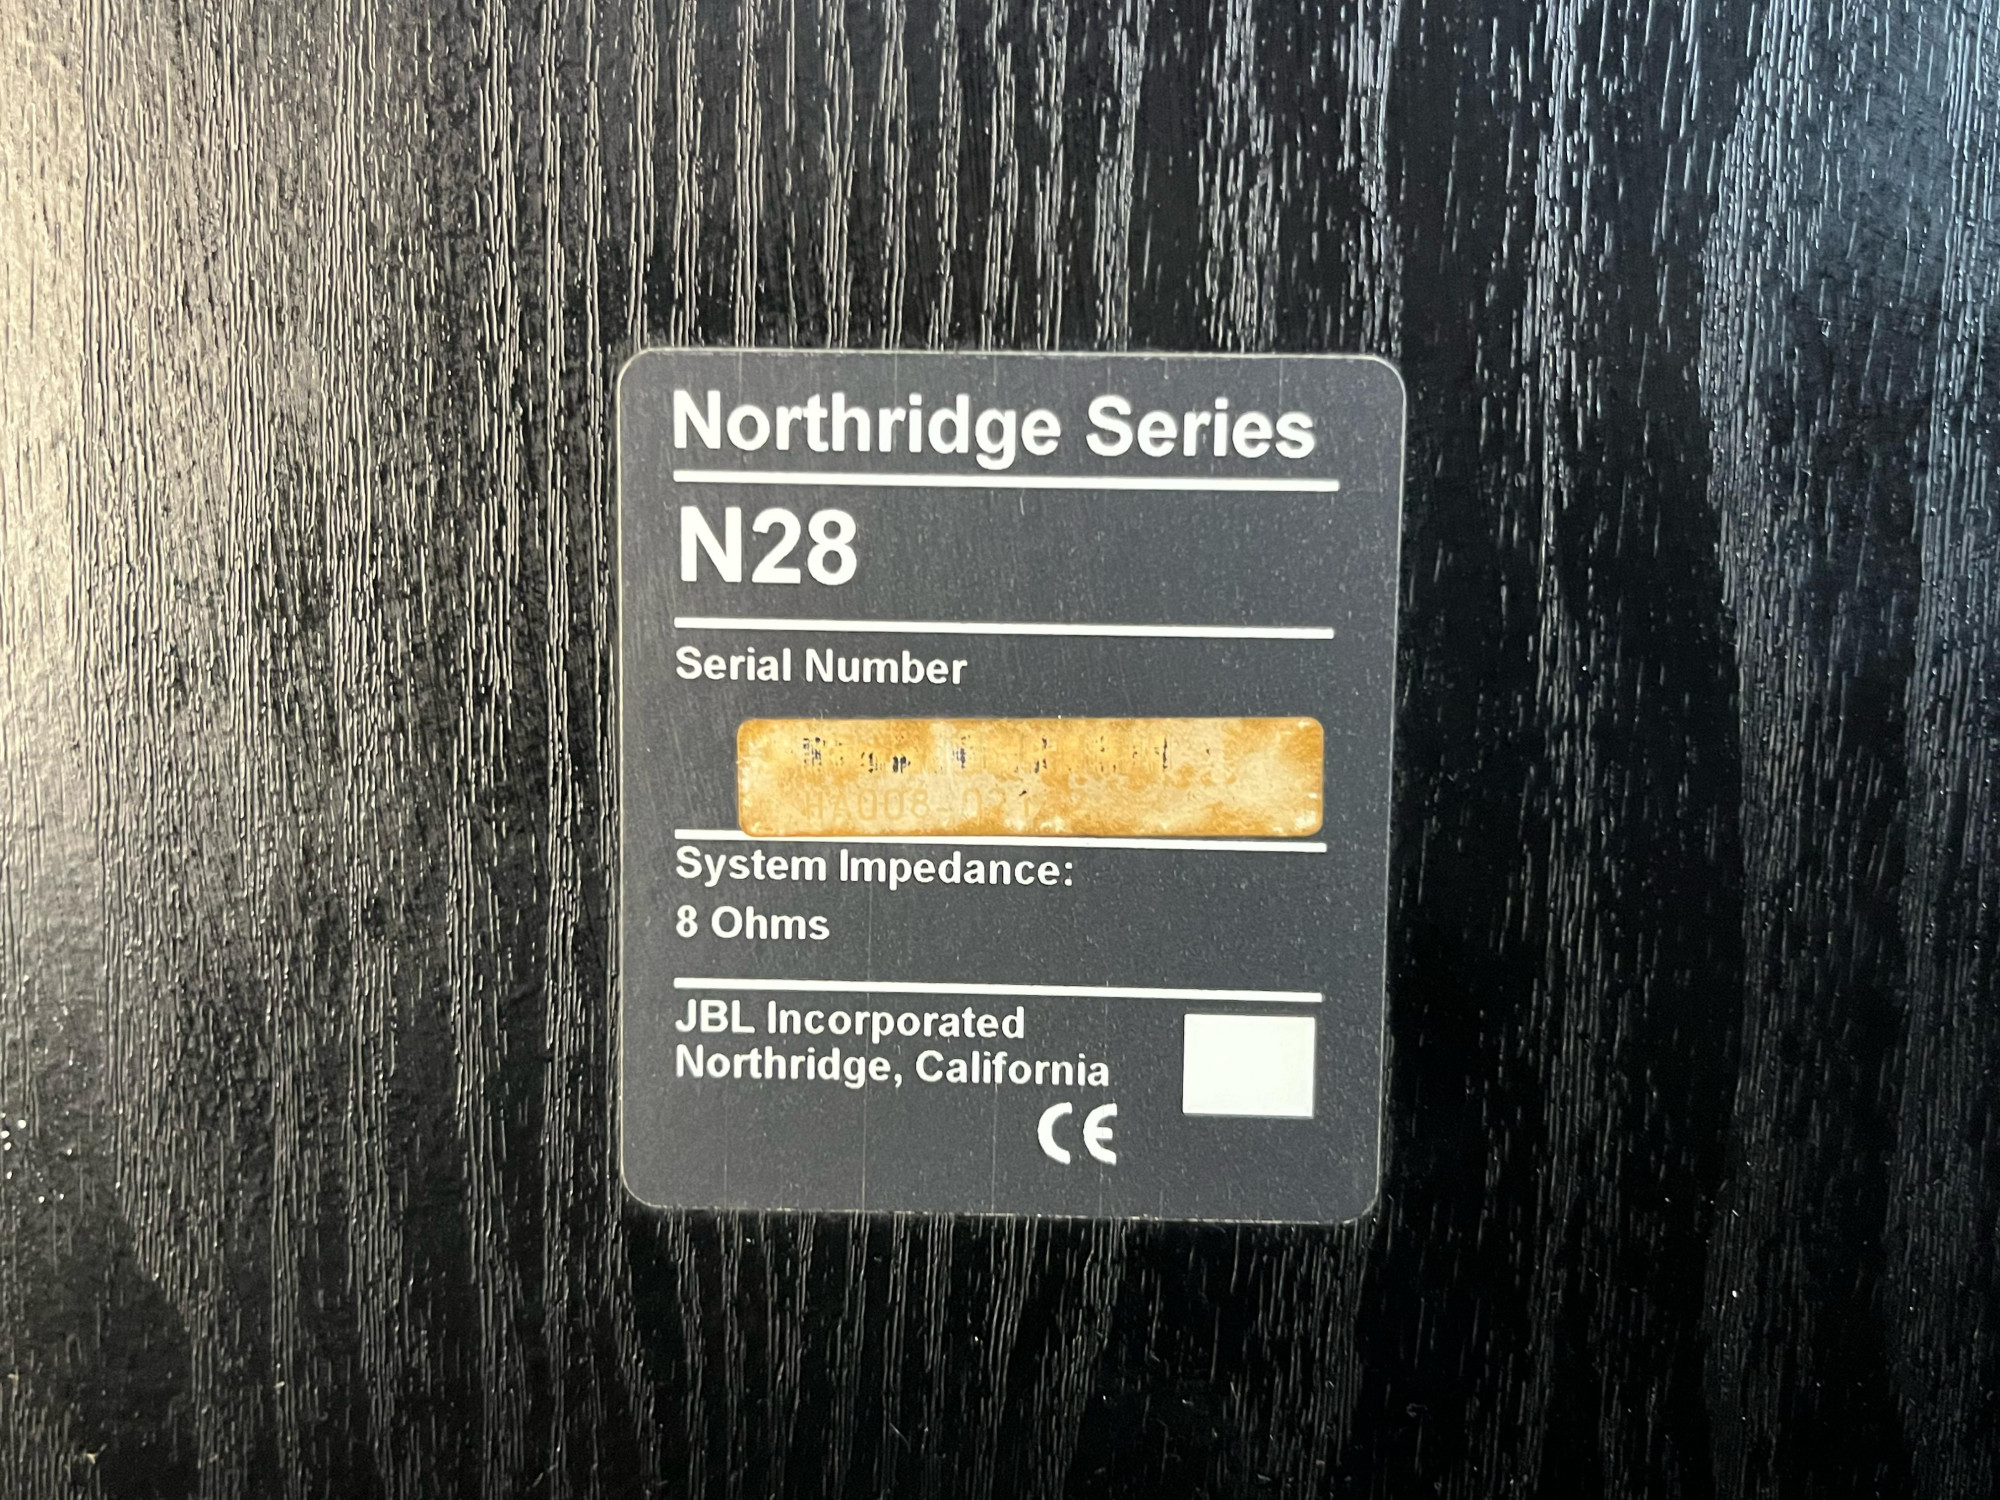 Northridge Series
N28
Serial Number
System Impedance:
8 Ohms
JBL Incorporated
Northridge, California
CE